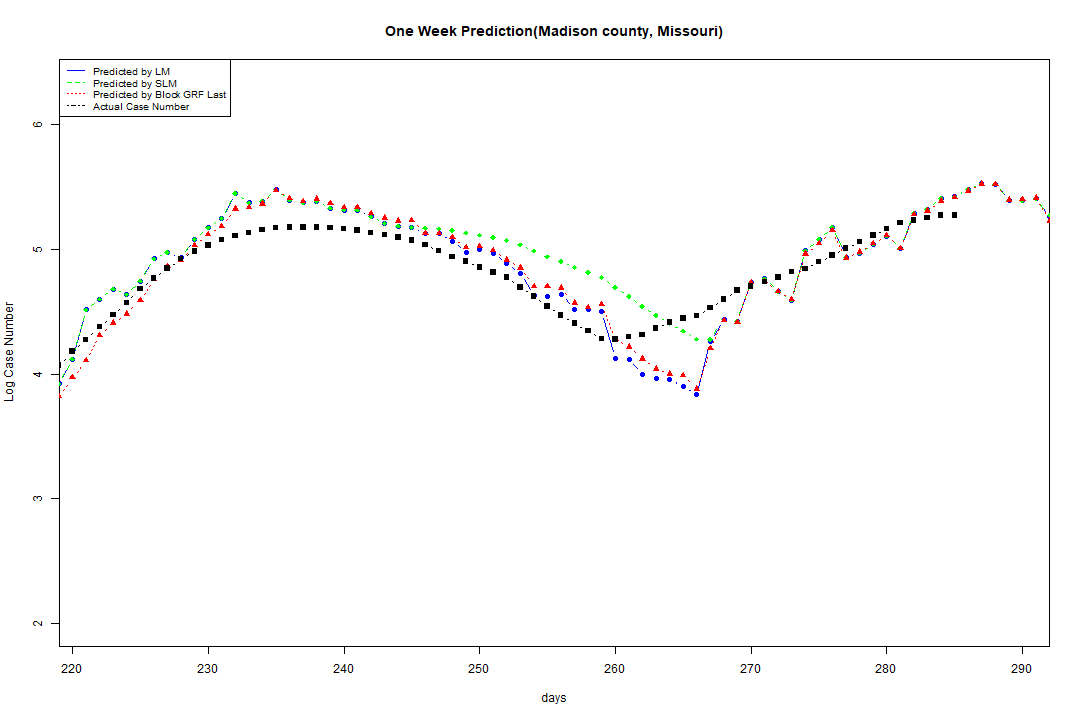 One Week Prediction(Madison county, Missouri)
Predicted by LM
Predicted by SLM
Predicted by Block GRF Last
Actual Case Number
6
5
4
3
2
Log Case Number
220 230 240 250 260 270 280 290
days